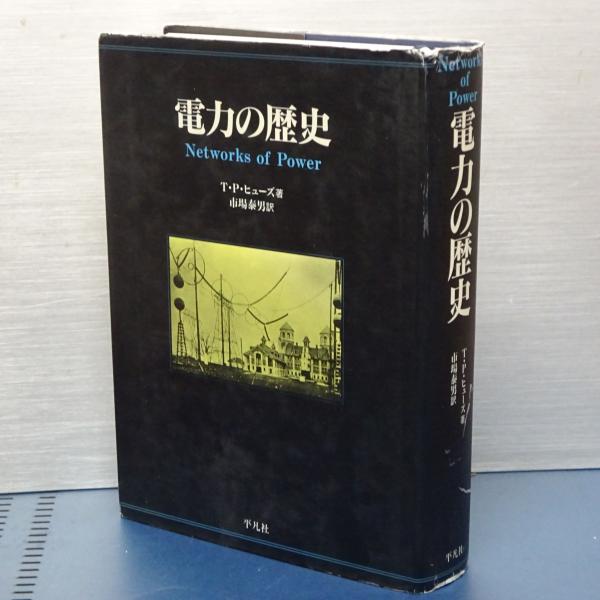 電力の歴史
Networks of Power
T・P・ヒューズ著
市場泰男訳
平凡社
Networks
of
Power
電力の歴史
T・P・ヒューズ著
市場泰男訳
平凡社